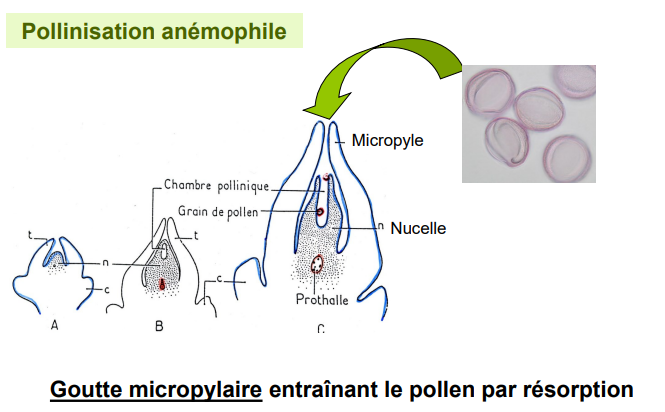 Pollinisation anémophile
Micropyle
Chambre pollinique
Grain de pollen
t
t
n Nucelle
n
c
c
Prothalle
A
B
C
Goutte micropylaire entraînant le pollen par résorption